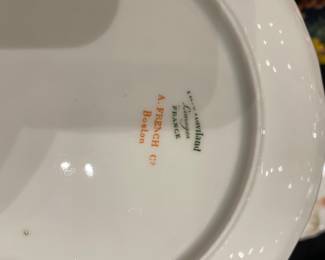 Haviland
Limoges
FRANCE
A. FRENCH Co
Boston